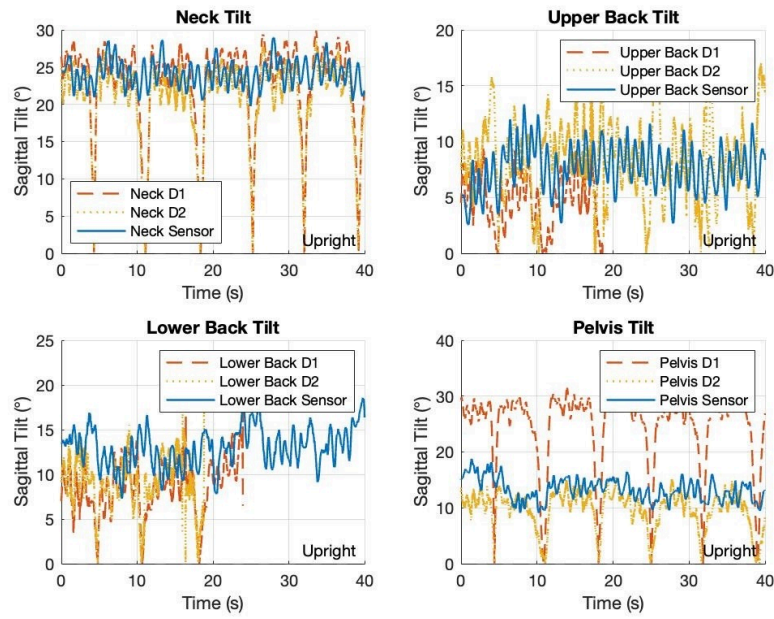 Neck Tilt
30
25
20
15
10
5
0
Sagittal Tilt (°)
Neck D1
Neck D2
Neck Sensor
Upright
0 10 20 30 40
Time (s)
Upper Back Tilt
20
15
10
5
0
Sagittal Tilt (°)
Upper Back D1
Upper Back D2
Upper Back Sensor
Upright
0 10 20 30 40
Time (s)
Lower Back Tilt
25
20
15
10
5
0
Sagittal Tilt (°)
Lower Back D1
Lower Back D2
Lower Back Sensor
Upright
0 10 20 30 40
Time (s)
Pelvis Tilt
40
30
20
10
0
Sagittal Tilt (°)
Pelvis D1
Pelvis D2
Pelvis Sensor
Upright
0 10 20 30 40
Time (s)